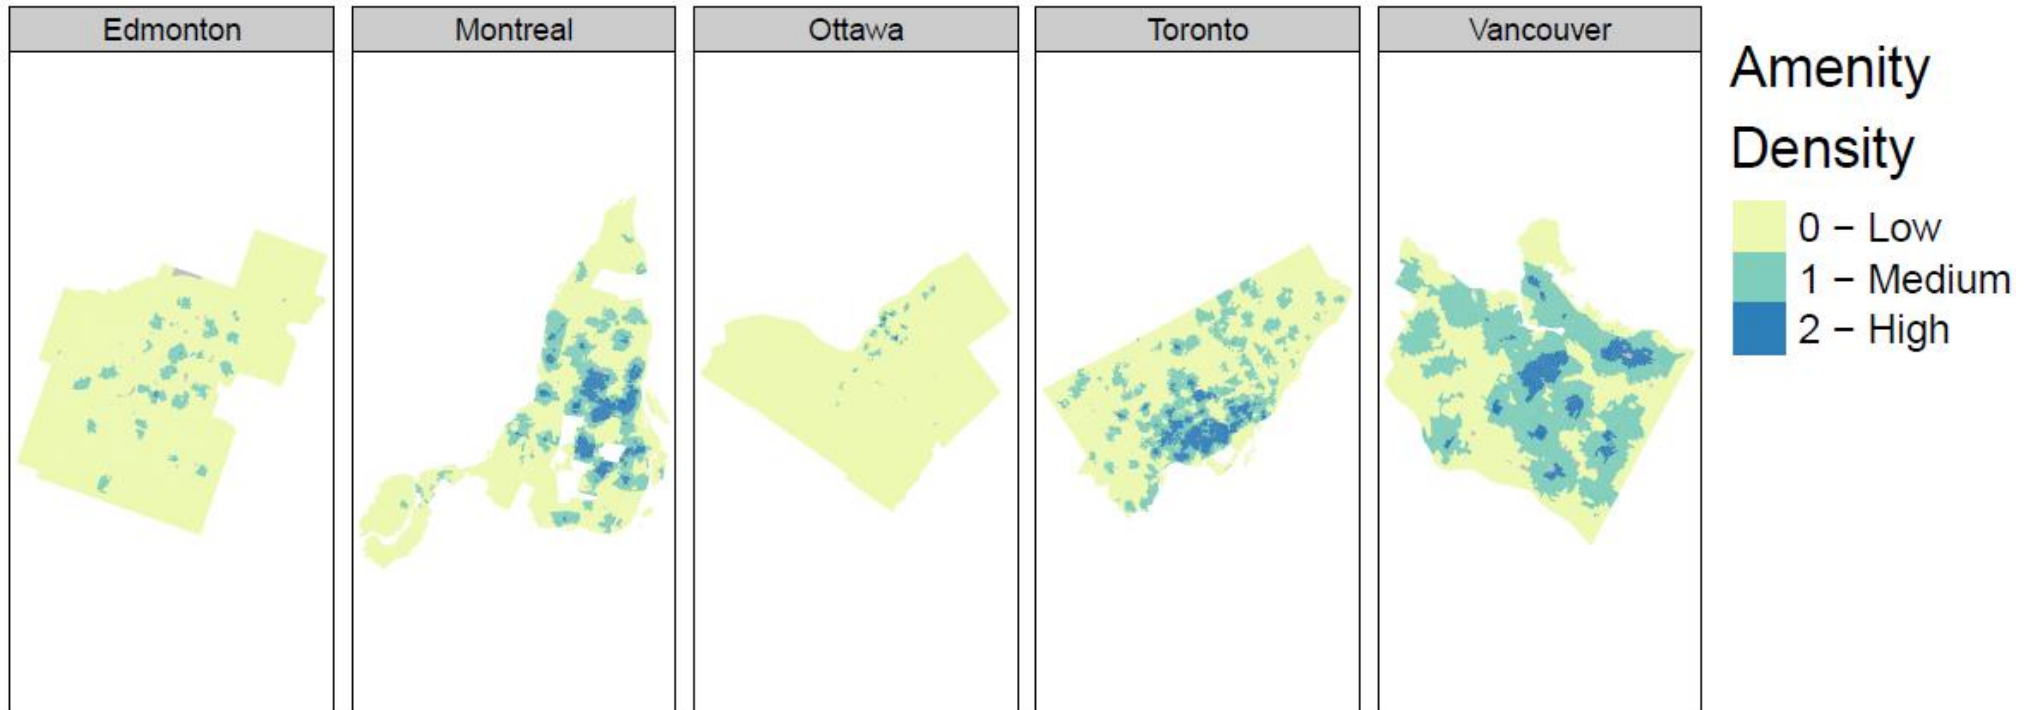 Edmonton
Montreal
Ottawa
Toronto
Vancouver
Amenity
Density
0 − Low
1 − Medium
2 − High